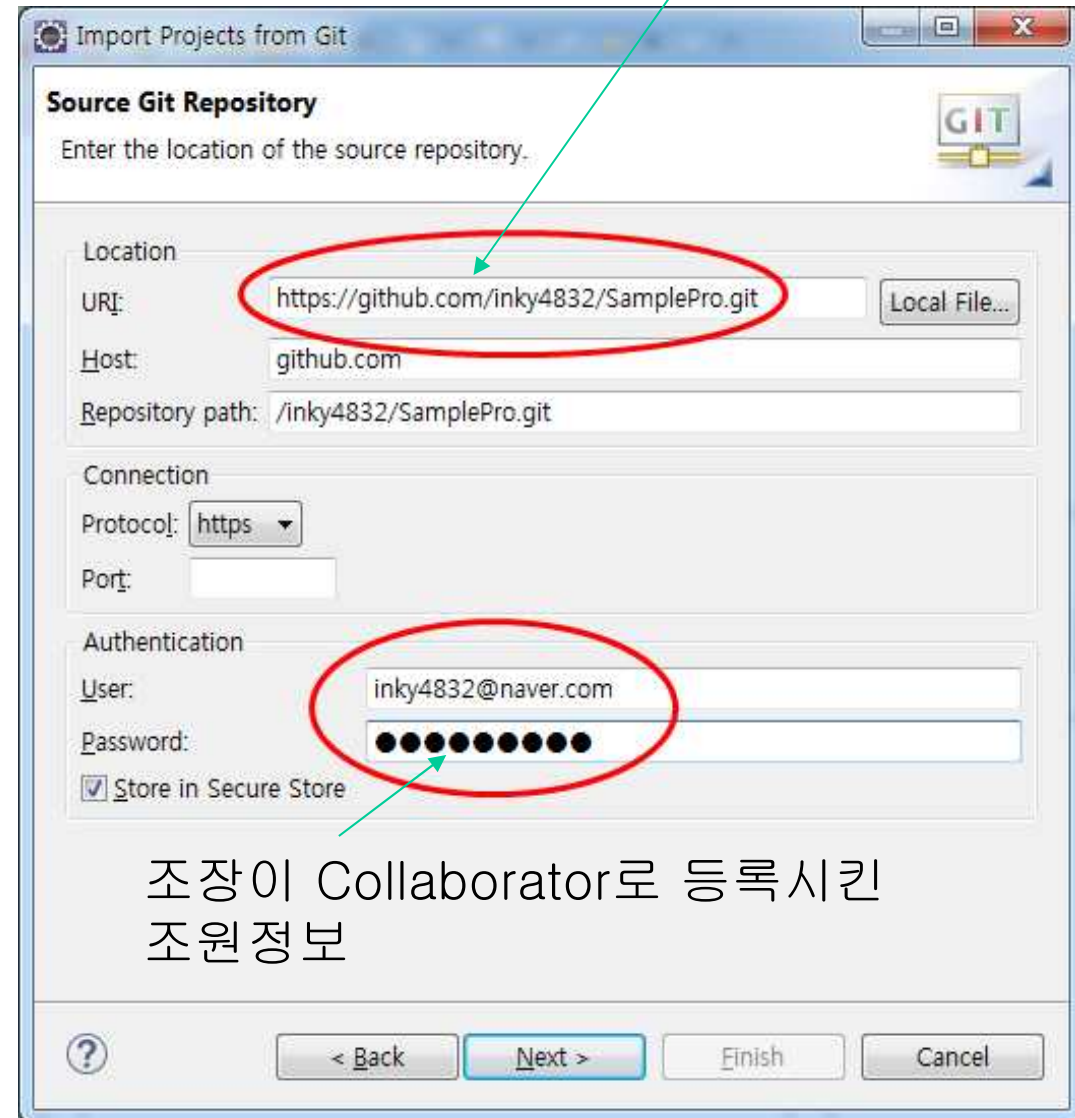 Import Projects from Git
Source Git Repository
Enter the location of the source repository.
GIT
Location
URI: https://github.com/inky4832/SamplePro.git Local File...
Host: github.com
Repository path: /inky4832/SamplePro.git
Connection
Protocol: https
Port:
Authentication
User: inky4832@naver.com
Password: ●●●●●●●●●
Store in Secure Store
조장이 Collaborator로 등록시킨
조원정보
? < Back Next > Finish Cancel